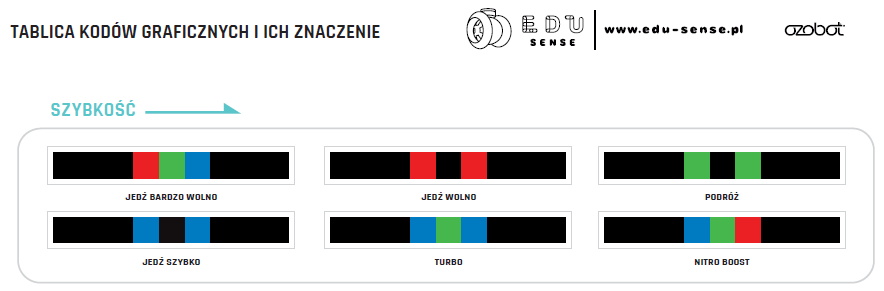 TABLICA KODÓW GRAFICZNYCH I ICH ZNACZENIE
EDU
SENSE
www.edu-sense.pl
ozobot
SZYBKOŚĆ
JEDŹ BARDZO WOLNO
JEDŹ WOLNO
PODRÓŻ
JEDŹ SZYBKO
TURBO
NITRO BOOST